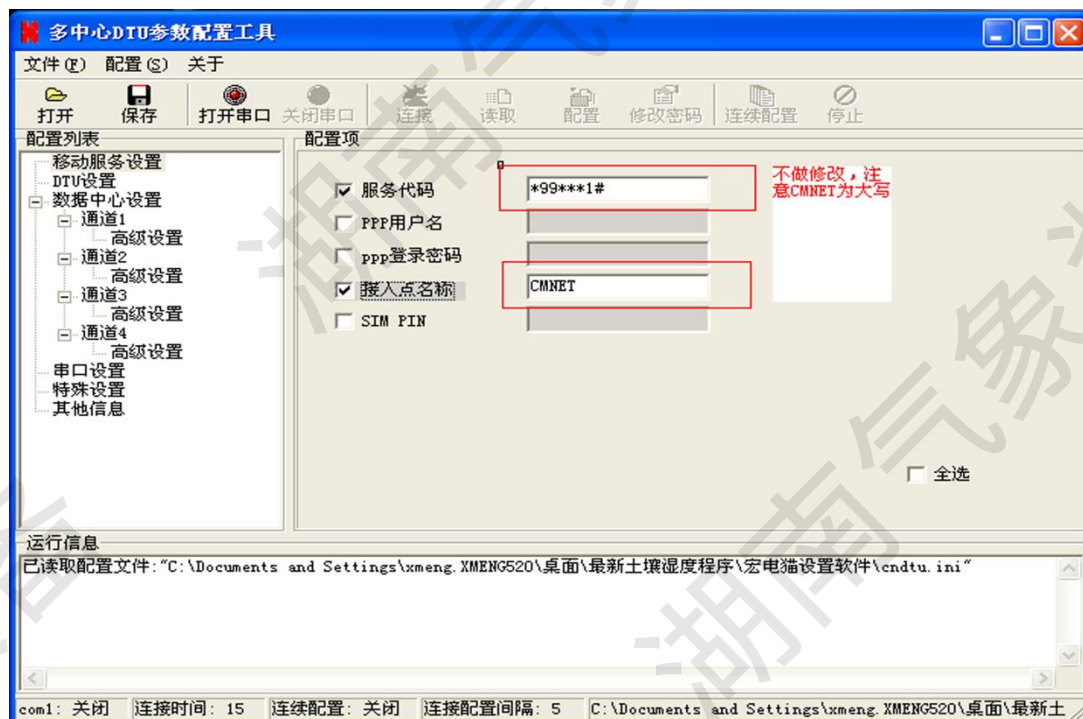 多中心DTU参数配置工具
文件(F) 配置(S) 关于
打开 保存 打开串口 关闭串口 连接 读取 配置 修改密码 连续配置 停止
配置列表
移动服务设置
DTU设置
数据中心设置
通道1
高级设置
通道2
高级设置
通道3
高级设置
通道4
高级设置
串口设置
特殊设置
其他信息
配置项
服务代码 *99***1#
PPP用户名
ppp登录密码
接入点名称 CMNET
SIM PIN
不做修改，注
意CMNET为大写
全选
运行信息
已读取配置文件:"C:\Documents and Settings\xmeng.XMENG520\桌面\最新土壤湿度程序\宏电猫设置软件\cndtu.ini"
com1: 关闭 连接时间: 15 连续配置: 关闭 连接配置间隔: 5 C:\Documents and Settings\xmeng.XMENG520\桌面\最新土
湖南气象
湖南气象